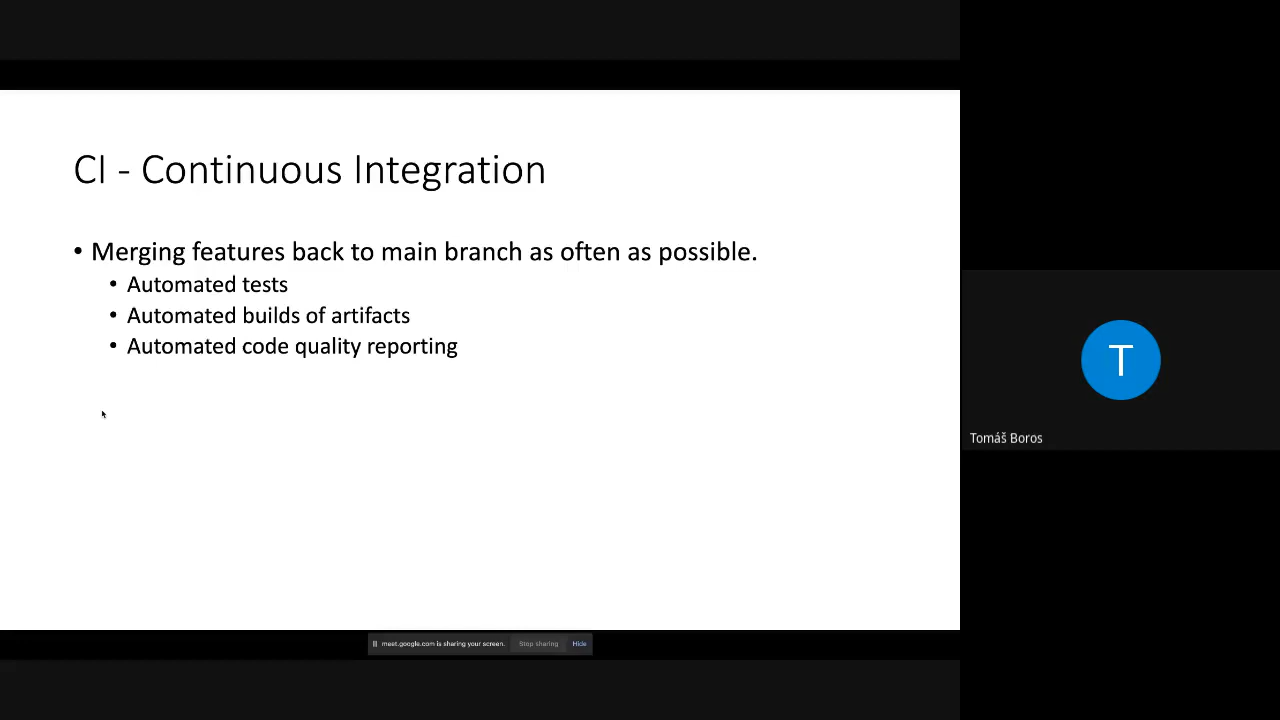 CI - Continuous Integration
• Merging features back to main branch as often as possible.
• Automated tests
• Automated builds of artifacts
• Automated code quality reporting
T
Tomáš Boros
meet.google.com is sharing your screen. Stop sharing Hide